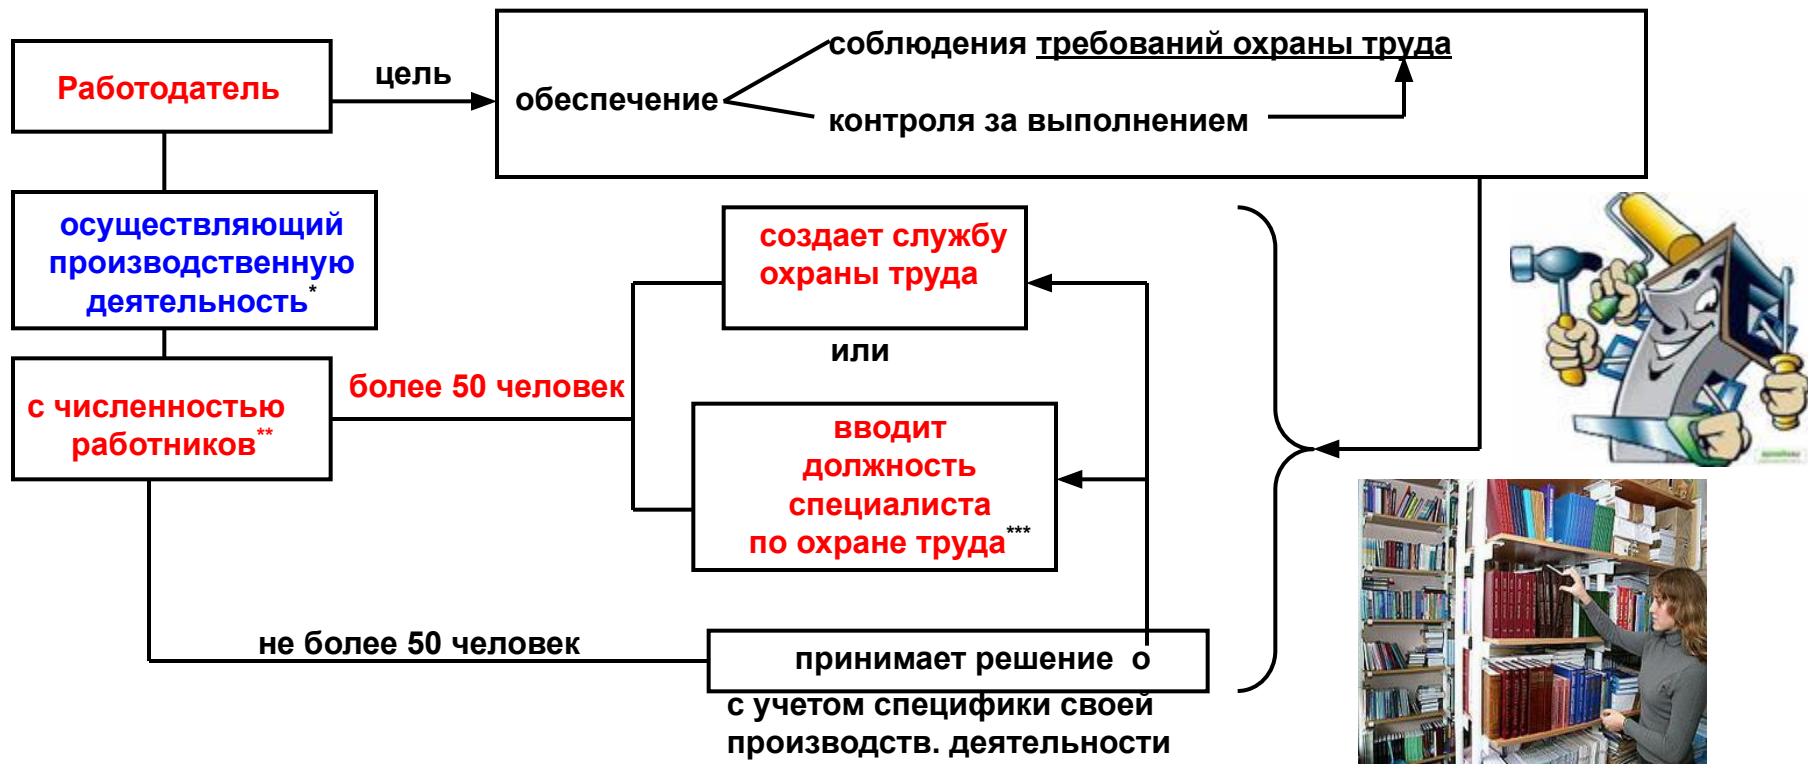 Работодатель
цель
обеспечение
соблюдения требований охраны труда
контроля за выполнением
осуществляющий
производственную
деятельность*
с численностью
работников**
более 50 человек
создает службу
охраны труда
или
вводит
должность
специалиста
по охране труда***
не более 50 человек
принимает решение о
с учетом специфики своей
производств. деятельности